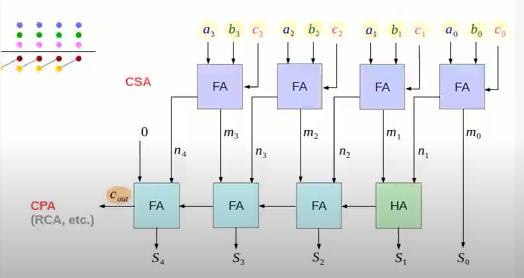 a3 b3 c3 a2 b2 c2 a1 b1 c1 a0 b0 c0
CSA FA FA FA FA
0 n4 m3 n3 m2 n2 m1 n1 m0
CPA cout FA FA FA HA
(RCA, etc.)
S4 S3 S2 S1 S0